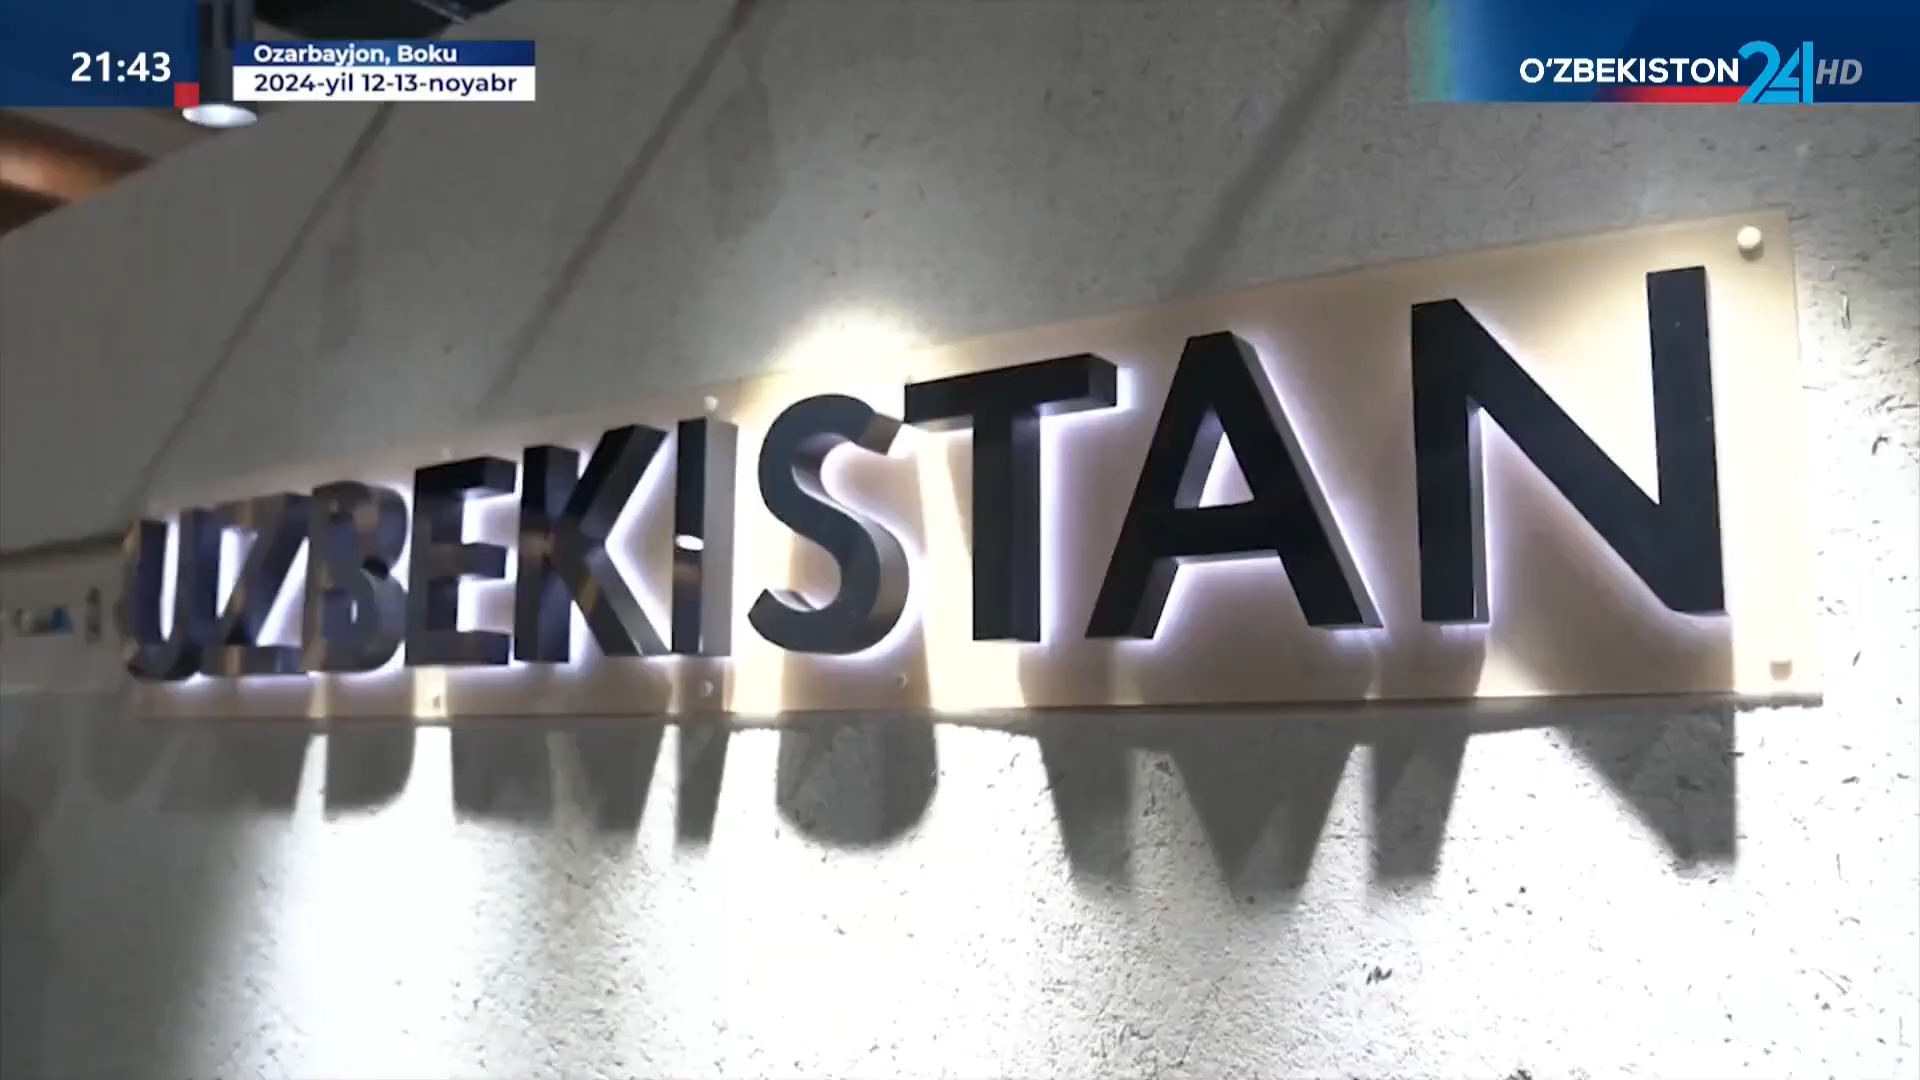 21:43
Ozarbayjon, Boku
2024-yil 12-13-noyabr
O‘ZBEKISTON 24 HD
UZBEKISTAN